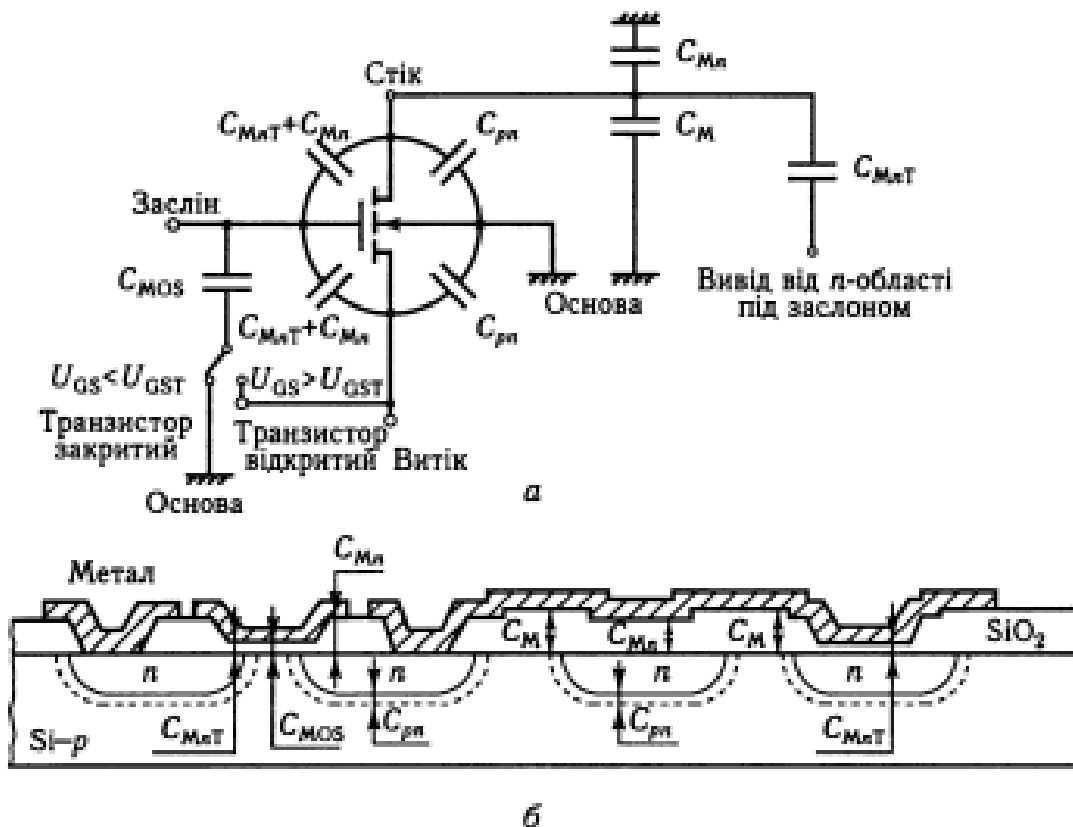 Стік
C_Mn
C_MnT+C_Mn
C_pn
C_M
C_MnT
Заслін
C_MOS
Основа
Вивід від n-області
під заслоном
C_MnT+C_Mn
C_pn
U_GS<U_GST
U_GS>U_GST
Транзистор
закритий
Транзистор
відкритий Витік
Основа
а
C_Mn
Метал
C_M
C_Mn
C_M
SiO₂
n
n
n
n
Si–p
C_MnT
C_MOS
C_pn
C_pn
C_MnT
б